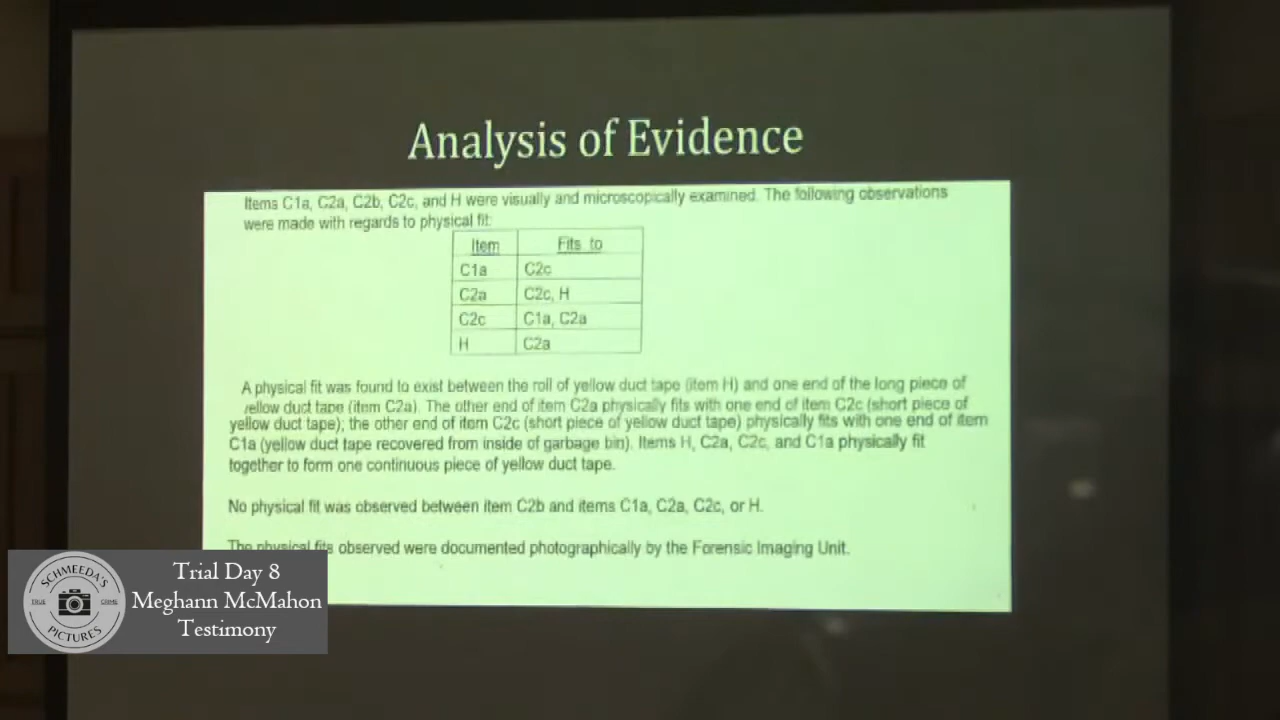 Analysis of Evidence
Items C1a, C2a, C2b, C2c, and H were visually and microscopically examined. The following observations
were made with regards to physical fit:
Item Fits to
C1a C2c
C2a C2c, H
C2c C1a, C2a
H C2a
A physical fit was found to exist between the roll of yellow duct tape (item H) and one end of the long piece of
yellow duct tape (item C2a). The other end of item C2a physically fits with one end of item C2c (short piece of
yellow duct tape); the other end of item C2c (short piece of yellow duct tape) physically fits with one end of item
C1a (yellow duct tape recovered from inside of garbage bin). Items H, C2a, C2c, and C1a physically fit
together to form one continuous piece of yellow duct tape.
No physical fit was observed between item C2b and items C1a, C2a, C2c, or H.
The physical fits observed were documented photographically by the Forensic Imaging Unit.
SCHMEEDA'S
TRUE CRIME
PICTURES
Trial Day 8
Meghann McMahon
Testimony